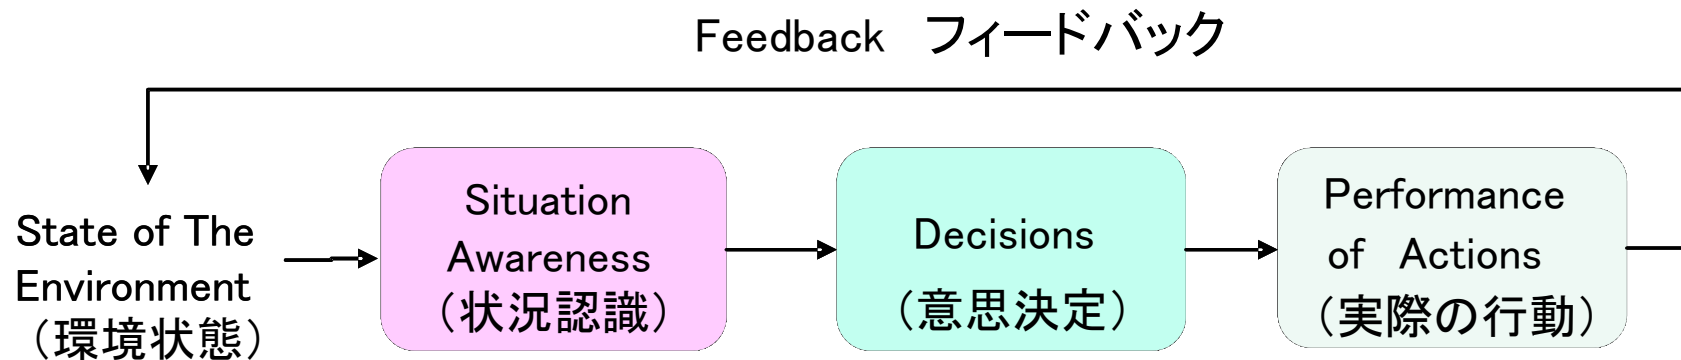 Feedback フィードバック
State of The
Environment
（環境状態）
Situation
Awareness
（状況認識）
Decisions
（意思決定）
Performance
of Actions
（実際の行動）